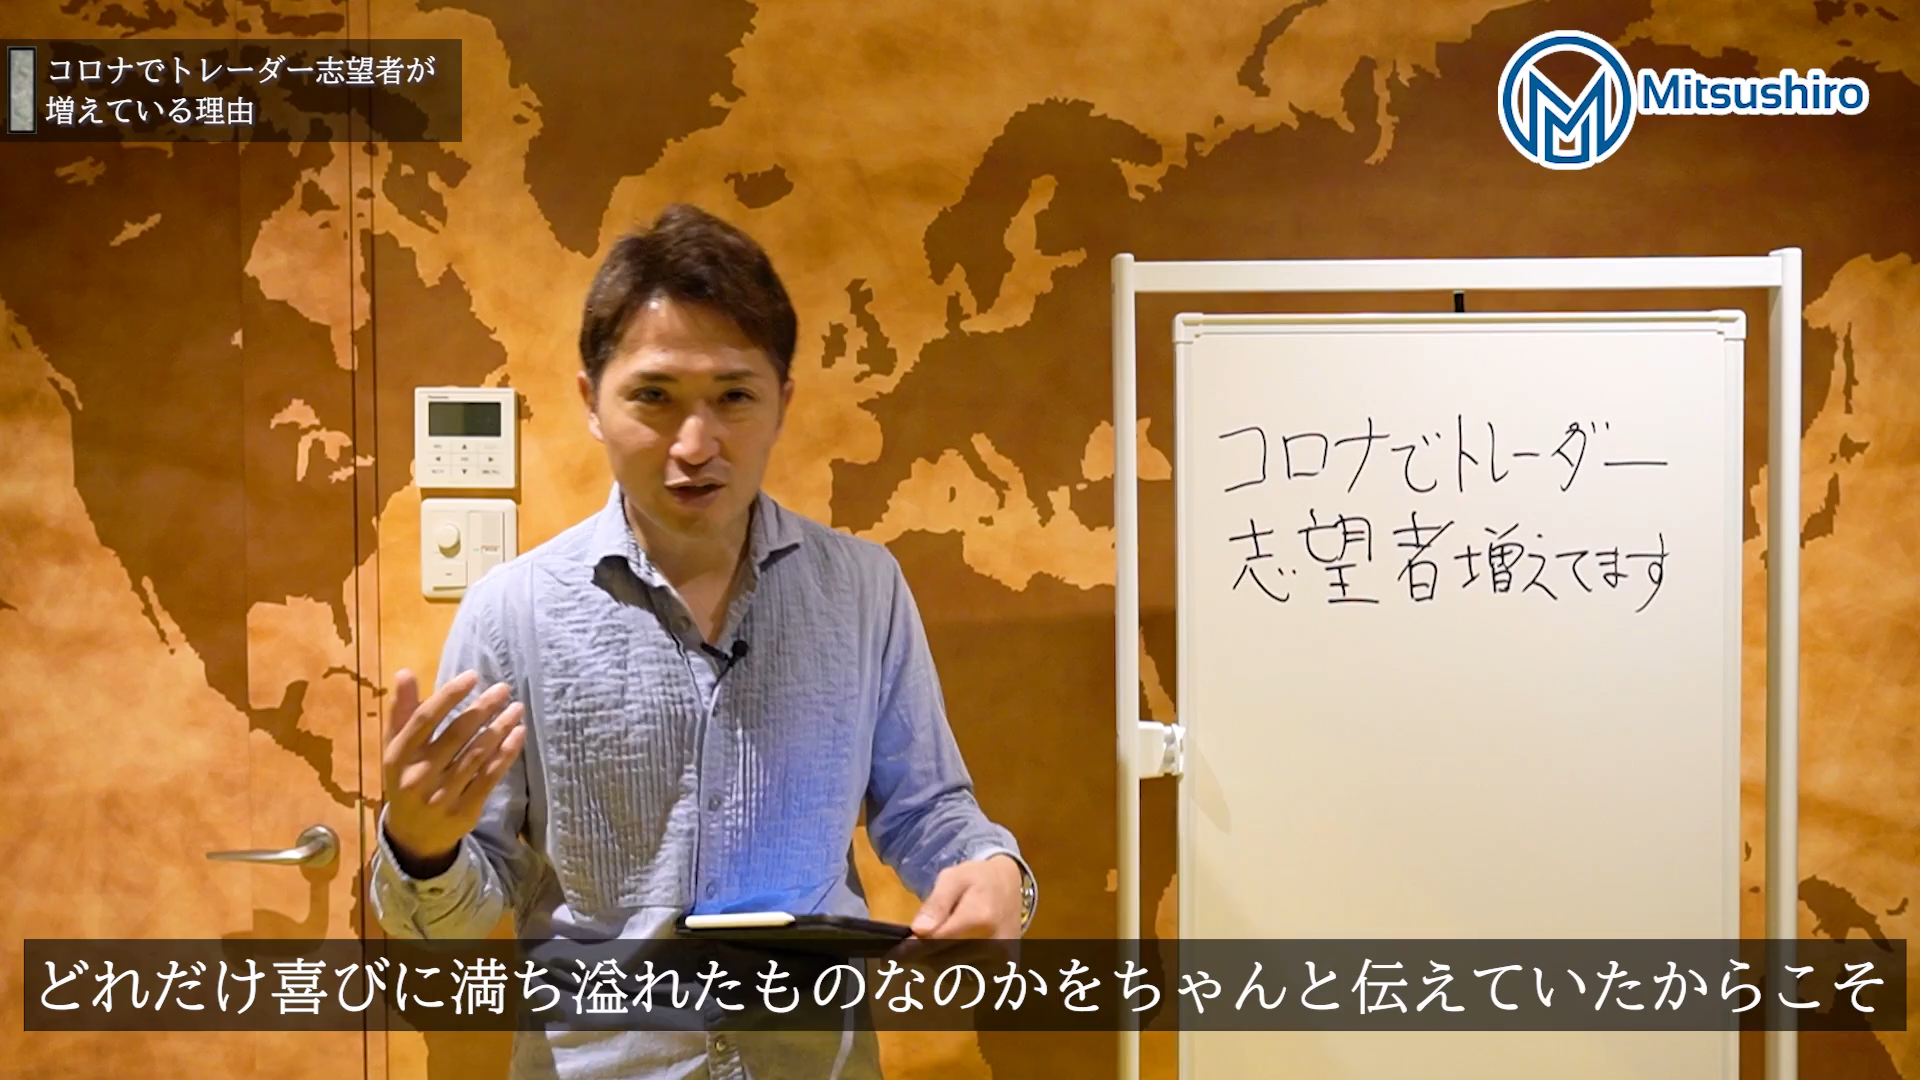 コロナでトレーダー志望者が
増えている理由
Mitsushiro
コロナでトレーダー
志望者増えてます
どれだけ喜びに満ち溢れたものなのかをちゃんと伝えていたからこそ